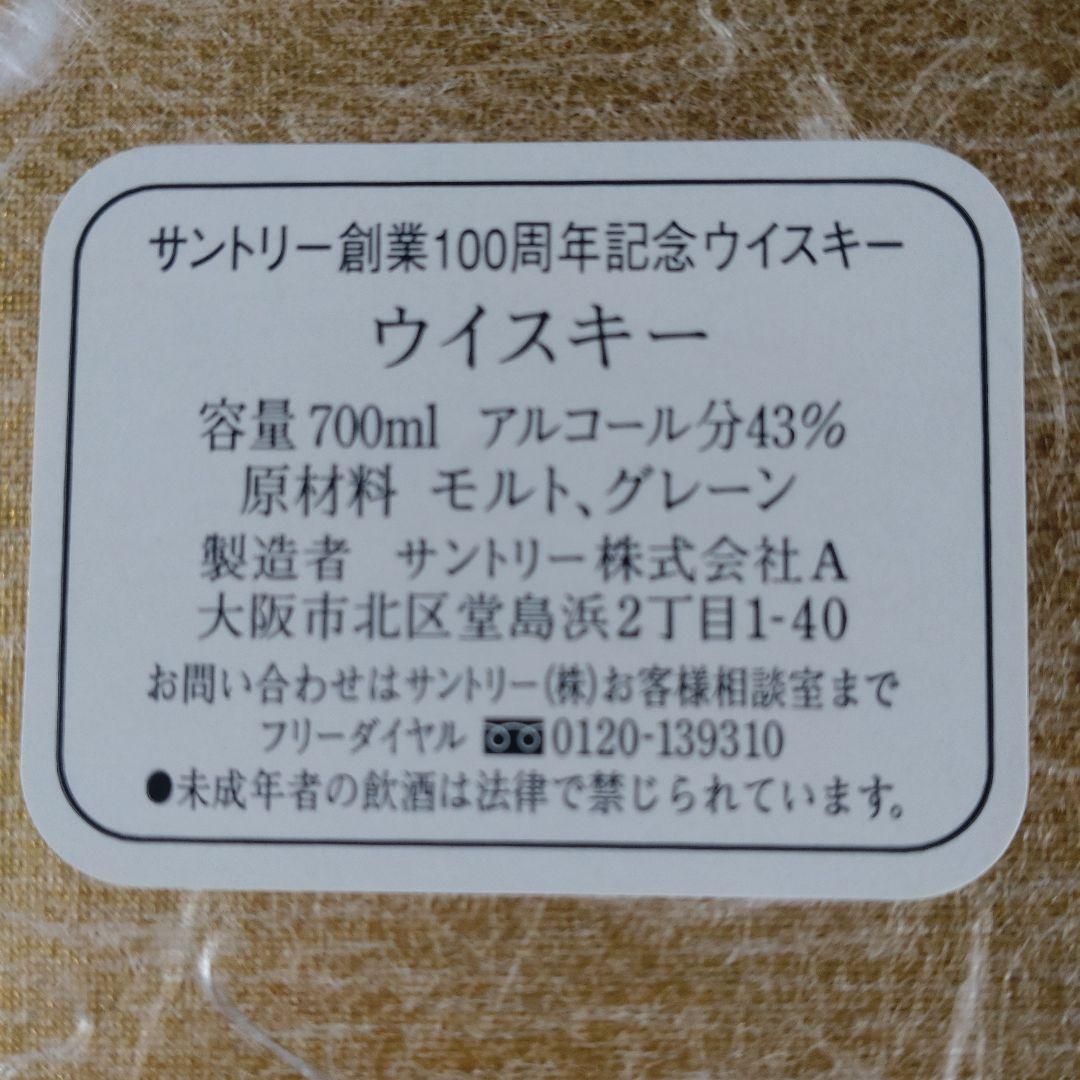 サントリー創業100周年記念ウイスキー
ウイスキー
容量700ml アルコール分43%
原材料 モルト、グレーン
製造者 サントリー株式会社A
大阪市北区堂島浜2丁目1-40
お問い合わせはサントリー(株)お客様相談室まで
フリーダイヤル 0120-139310
●未成年者の飲酒は法律で禁じられています。